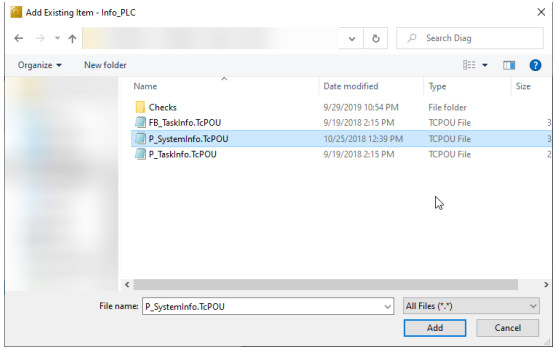 Add Existing Item - Info_PLC
Search Diag
Organize
New folder
Name Date modified Type Size
Checks 9/29/2019 10:54 PM File folder
FB_TaskInfo.TcPOU 9/19/2018 2:15 PM TCPOU File 3
P_SystemInfo.TcPOU 10/25/2018 12:39 PM TCPOU File 3
P_TaskInfo.TcPOU 9/19/2018 2:15 PM TCPOU File 2
File name: P_SystemInfo.TcPOU All Files (*.*)
Add Cancel